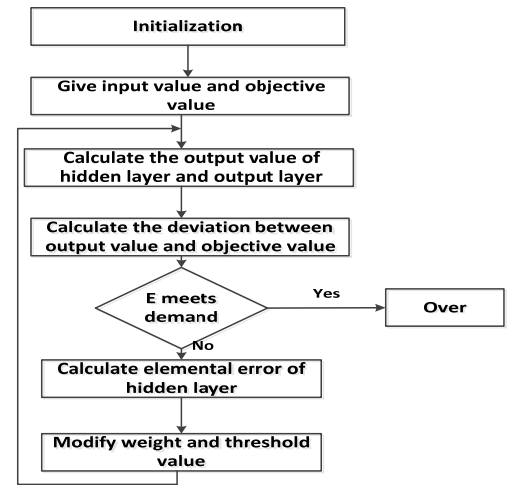 Initialization
Give input value and objective
value
Calculate the output value of
hidden layer and output layer
Calculate the deviation between
output value and objective value
E meets
demand
Yes
Over
No
Calculate elemental error of
hidden layer
Modify weight and threshold
value